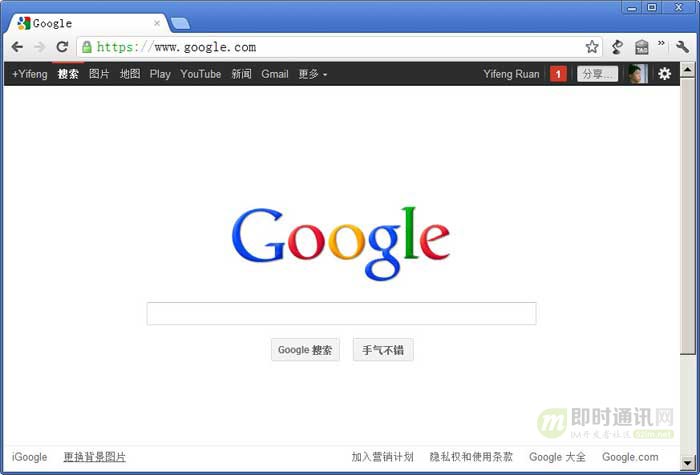 Google
https://www.google.com
TAG
+Yifeng 搜索 图片 地图 Play YouTube 新闻 Gmail 更多 Yifeng Ruan 1 分享...
Google
Google 搜索 手气不错
即时通讯网
IM开发者社区 52im.net
iGoogle 更换背景图片 加入营销计划 隐私权和使用条款 Google 大全 Google.com